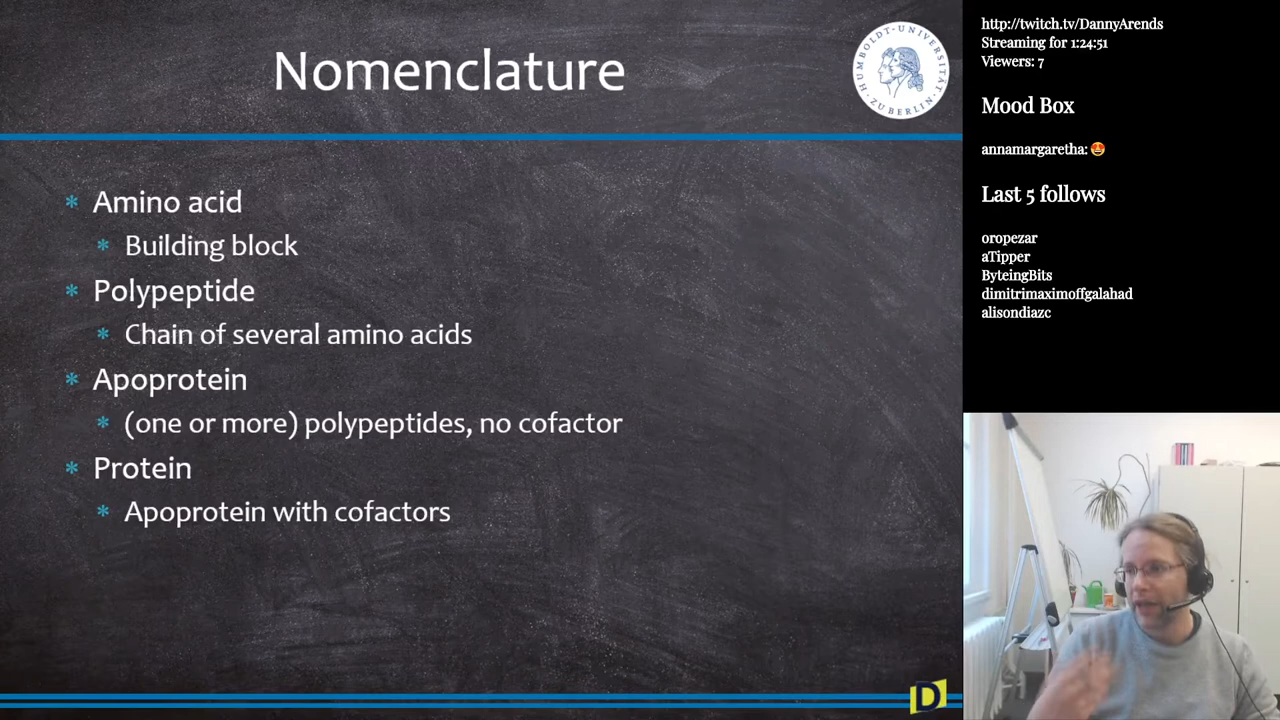 Nomenclature
HUMBOLDT-UNIVERSITÄT ZU BERLIN
* Amino acid
* Building block
* Polypeptide
* Chain of several amino acids
* Apoprotein
* (one or more) polypeptides, no cofactor
* Protein
* Apoprotein with cofactors
D
http://twitch.tv/DannyArends
Streaming for 1:24:51
Viewers: 7
Mood Box
annamargaretha: 🤩
Last 5 follows
oropezar
aTipper
ByteingBits
dimitrimaximoffgalahad
alisondiazc